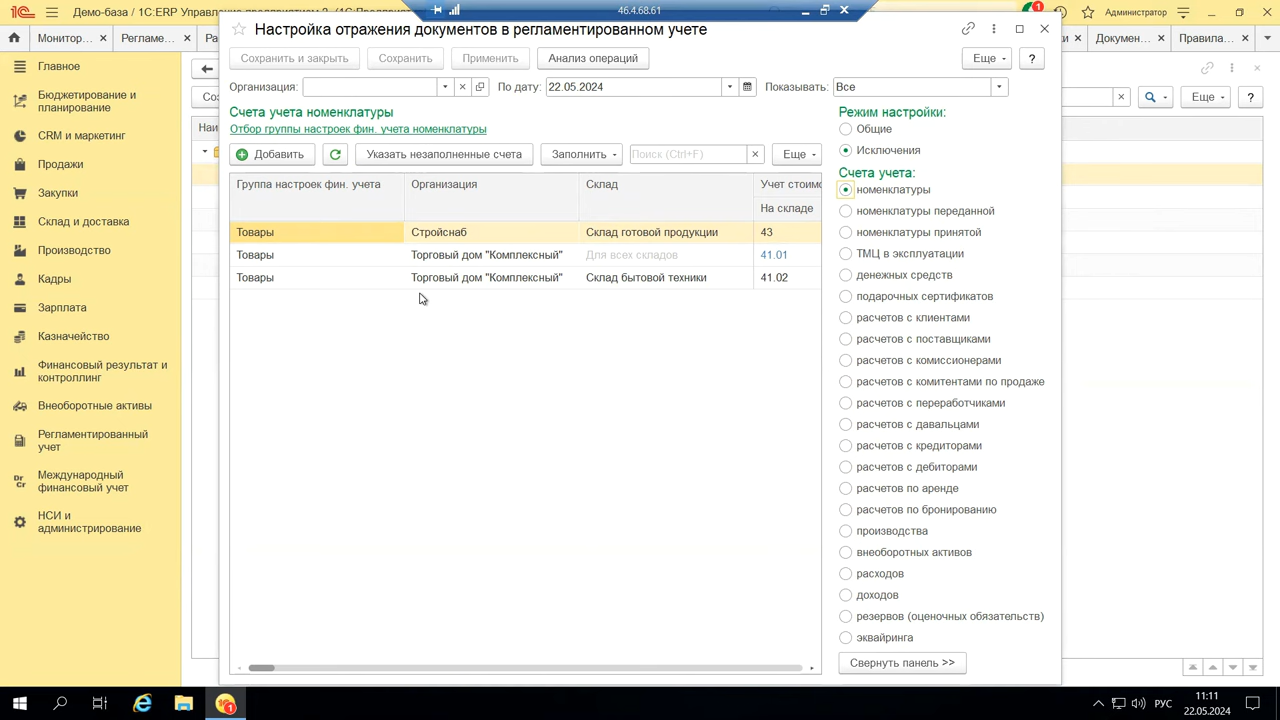 46.4.68.61
Демо-база / 1С:ERP Управление
1
Администратор
Монитор...
Регламе...
Ра
Докумен...
Правила...
Главное
Бюджетирование и
планирование
CRM и маркетинг
Продажи
Закупки
Склад и доставка
Производство
Кадры
Зарплата
Казначейство
Финансовый результат и
контроллинг
Внеоборотные активы
Регламентированный
учет
Международный
финансовый учет
НСИ и
администрирование
Соз
Наи
Еще
?
Настройка отражения документов в регламентированном учете
Сохранить и закрыть
Сохранить
Применить
Анализ операций
Еще
?
Организация:
По дату:
22.05.2024
Показывать:
Все
Счета учета номенклатуры
Отбор группы настроек фин. учета номенклатуры
Добавить
Указать незаполненные счета
Заполнить
Поиск (Ctrl+F)
Еще
Группа настроек фин. учета
Организация
Склад
Учет стоимо
На складе
Товары
Стройснаб
Склад готовой продукции
43
Товары
Торговый дом "Комплексный"
Для всех складов
41.01
Товары
Торговый дом "Комплексный"
Склад бытовой техники
41.02
Режим настройки:
Общие
Исключения
Счета учета:
номенклатуры
номенклатуры переданной
номенклатуры принятой
ТМЦ в эксплуатации
денежных средств
подарочных сертификатов
расчетов с клиентами
расчетов с поставщиками
расчетов с комиссионерами
расчетов с комитентами по продаже
расчетов с переработчиками
расчетов с давальцами
расчетов с кредиторами
расчетов с дебиторами
расчетов по аренде
расчетов по бронированию
производства
внеоборотных активов
расходов
доходов
резервов (оценочных обязательств)
эквайринга
Свернуть панель >>
РУС
11:11
22.05.2024